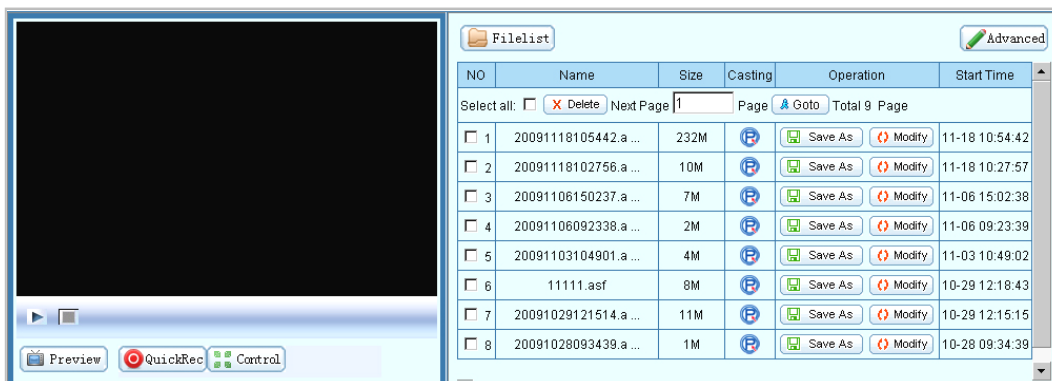 Filelist
Advanced
NO Name Size Casting Operation Start Time
Select all: X Delete Next Page 1 Page Goto Total 9 Page
1 20091118105442.a ... 232M Save As Modify 11-18 10:54:42
2 20091118102756.a ... 10M Save As Modify 11-18 10:27:57
3 20091106150237.a ... 7M Save As Modify 11-06 15:02:38
4 20091106092338.a ... 2M Save As Modify 11-06 09:23:39
5 20091103104901.a ... 4M Save As Modify 11-03 10:49:02
6 11111.asf 8M Save As Modify 10-29 12:18:43
7 20091029121514.a ... 11M Save As Modify 10-29 12:15:15
8 20091028093439.a ... 1M Save As Modify 10-28 09:34:39
Preview QuickRec Control